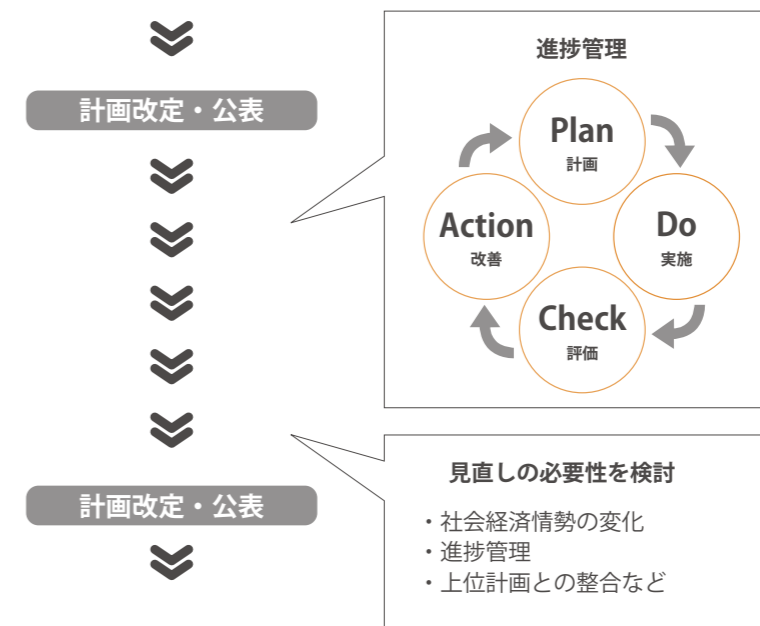 計画改定・公表
進捗管理
Plan
計画
Do
実施
Check
評価
Action
改善
計画改定・公表
見直しの必要性を検討
・社会経済情勢の変化
・進捗管理
・上位計画との整合など